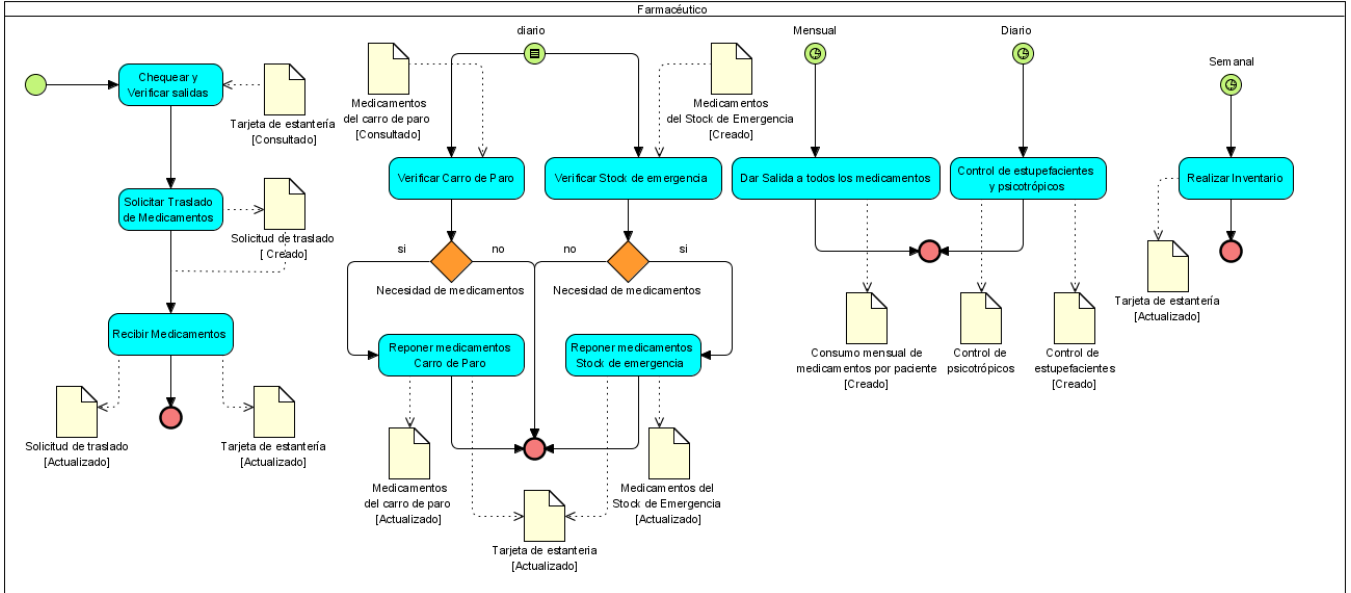 Farmacéutico
Chequear y
Verificar salidas
Tarjeta de estantería
[Consultado]
Solicitar Traslado
de Medicamentos
Solicitud de traslado
[ Creado]
Recibir Medicamentos
Solicitud de traslado
[Actualizado]
Tarjeta de estantería
[Actualizado]
diario
Medicamentos
del carro de paro
[Consultado]
Medicamentos
del Stock de Emergencia
[Creado]
Verificar Carro de Paro
Verificar Stock de emergencia
si
no
no
si
Necesidad de medicamentos
Necesidad de medicamentos
Reponer medicamentos
Carro de Paro
Reponer medicamentos
Stock de emergencia
Medicamentos
del carro de paro
[Actualizado]
Medicamentos del
Stock de Emergencia
[Actualizado]
Tarjeta de estanteria
[Actualizado]
Mensual
Diario
Dar Salida a todos los medicamentos
Control de estupefacientes
y psicotrópicos
Consumo mensual de
medicamentos por paciente
[Creado]
Control de
psicotrópicos
Control de
estupefacientes
[Creado]
Semanal
Realizar Inventario
Tarjeta de estantería
[Actualizado]